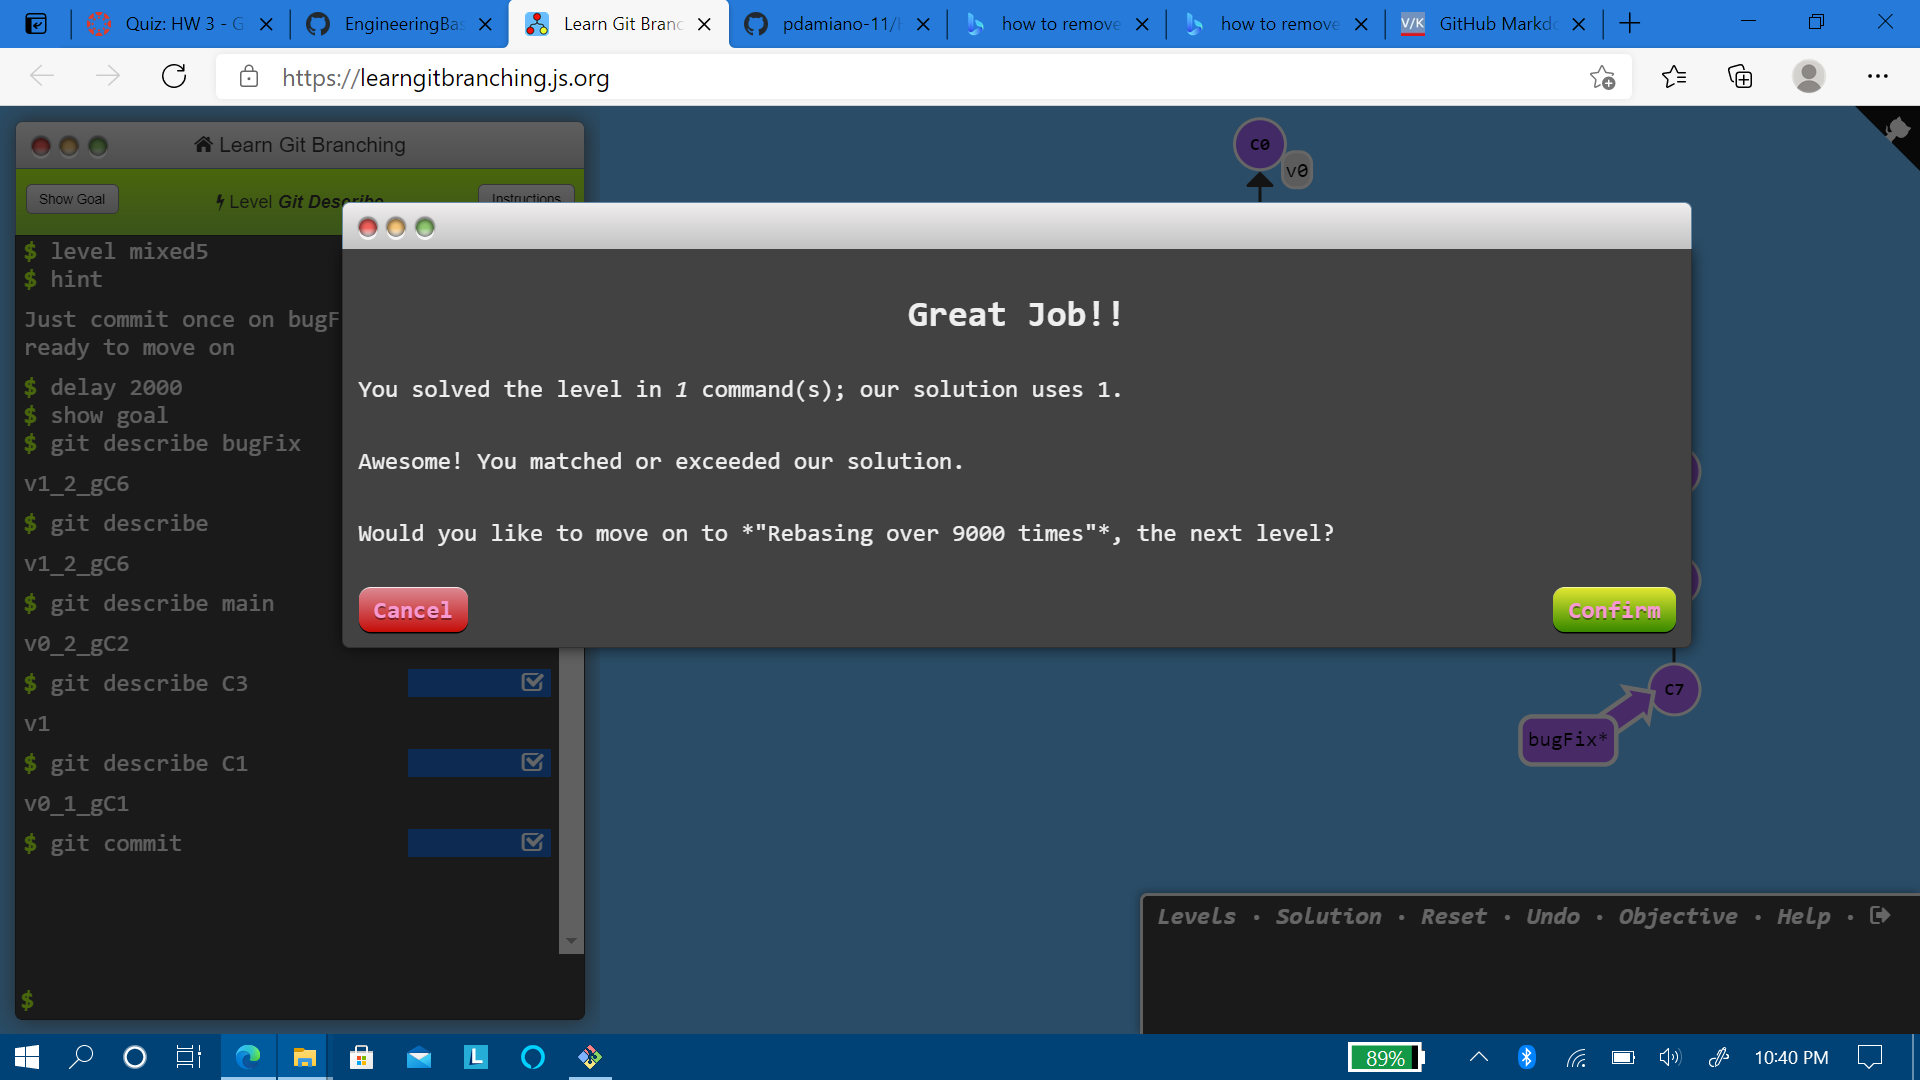 Quiz: HW 3 - G
EngineeringBas
Learn Git Branc
pdamiano-11/
how to remove
how to remove
V/K
GitHub Markdo
https://learngitbranching.js.org
Learn Git Branching
Show Goal
Level Git Describe
Instructions
$ level mixed5
$ hint
Just commit once on bugF
ready to move on
$ delay 2000
$ show goal
$ git describe bugFix
v1_2_gC6
$ git describe
v1_2_gC6
$ git describe main
v0_2_gC2
$ git describe C3
v1
$ git describe C1
v0_1_gC1
$ git commit
$
C0
v0
Great Job!!
You solved the level in 1 command(s); our solution uses 1.
Awesome! You matched or exceeded our solution.
Would you like to move on to *"Rebasing over 9000 times"*, the next level?
Cancel
Confirm
C7
bugFix*
Levels · Solution · Reset · Undo · Objective · Help ·
L
89%
10:40 PM